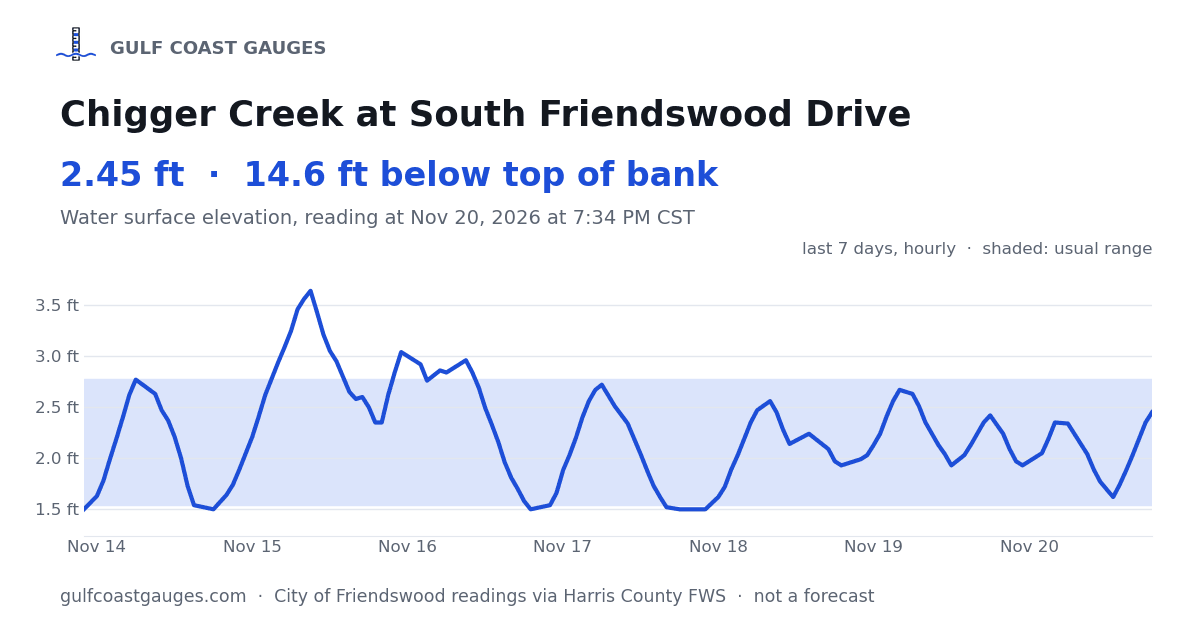 GULF COAST GAUGES
Chigger Creek at South Friendswood Drive
2.45 ft · 14.6 ft below top of bank
Water surface elevation, reading at Nov 20, 2026 at 7:34 PM CST
last 7 days, hourly · shaded: usual range
3.5 ft
3.0 ft
2.5 ft
2.0 ft
1.5 ft
Nov 14 Nov 15 Nov 16 Nov 17 Nov 18 Nov 19 Nov 20
gulfcoastgauges.com · City of Friendswood readings via Harris County FWS · not a forecast